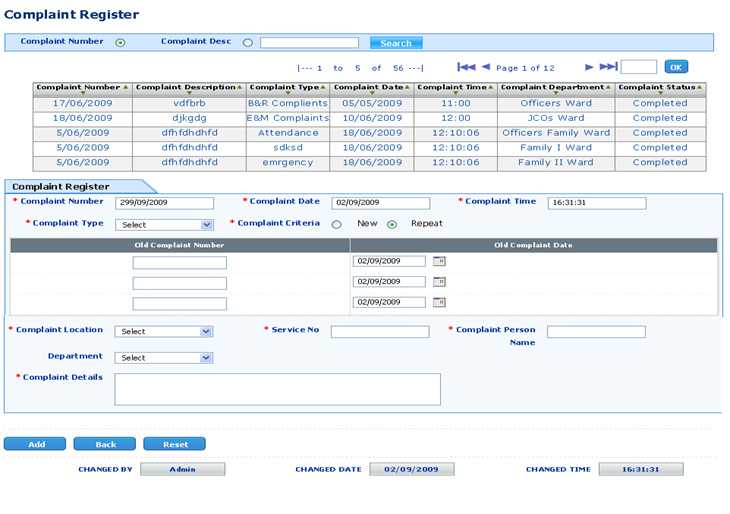 Complaint Register
Complaint Number Complaint Desc Search
|--- 1 to 5 of 56 ---| Page 1 of 12 OK
Complaint Number Complaint Description Complaint Type Complaint Date Complaint Time Complaint Department Complaint Status
17/06/2009 vdfbrb B&R Complients 05/05/2009 11:00 Officers Ward Completed
18/06/2009 djkgdg E&M Complaints 10/06/2009 12:00 JCOs Ward Completed
5/06/2009 dfhfdhdhfd Attendance 18/06/2009 12:10:06 Officers Family Ward Completed
5/06/2009 dfhfdhdhfd sdksd 18/06/2009 12:10:06 Family I Ward Completed
5/06/2009 dfhfdhdhfd emrgency 18/06/2009 12:10:06 Family II Ward Completed
Complaint Register
* Complaint Number 299/09/2009 * Complaint Date 02/09/2009 * Complaint Time 16:31:31
* Complaint Type Select * Complaint Criteria New Repeat
Old Complaint Number Old Complaint Date
02/09/2009
02/09/2009
02/09/2009
* Complaint Location Select * Service No * Complaint Person
Name
Department Select
* Complaint Details
Add Back Reset
CHANGED BY Admin CHANGED DATE 02/09/2009 CHANGED TIME 16:31:31